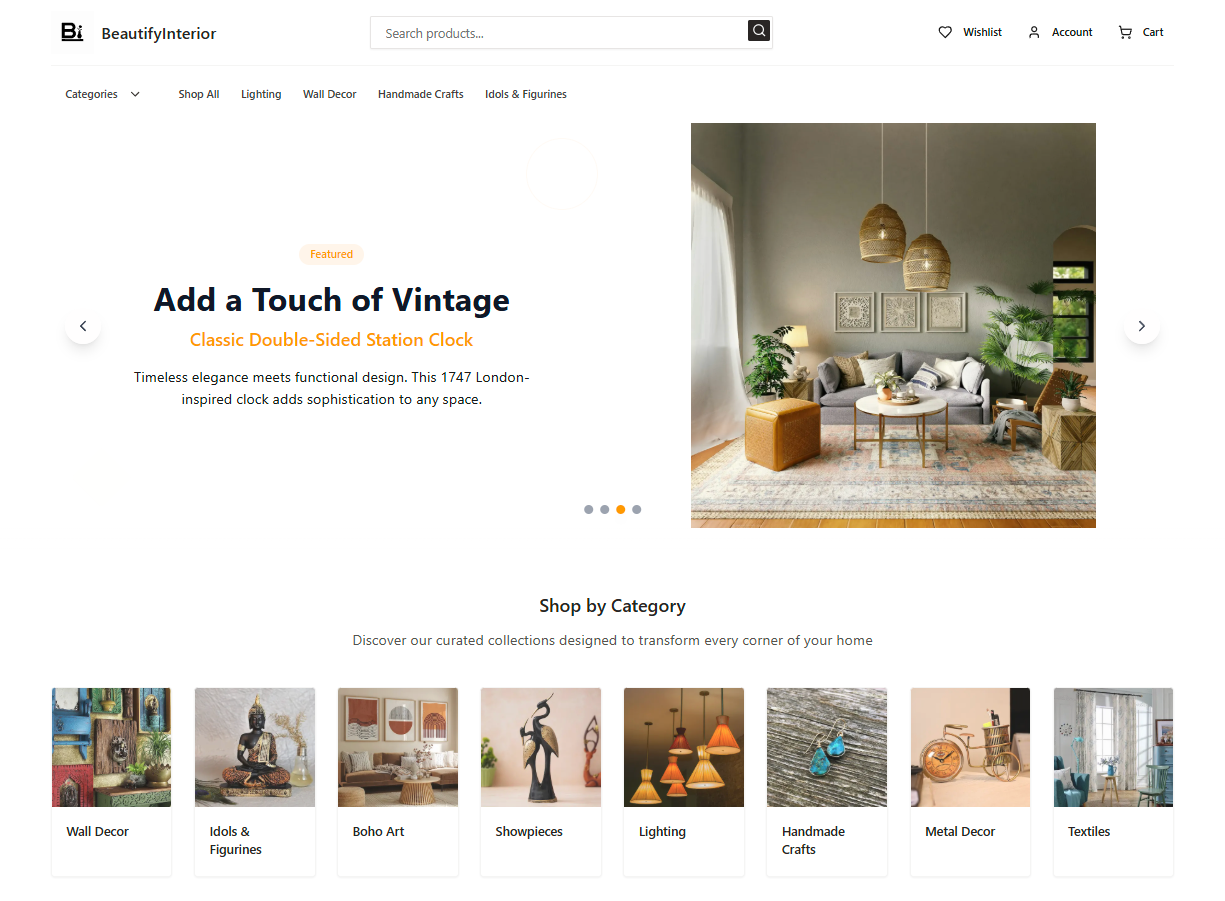 Bi BeautifyInterior
Search products...
Wishlist
Account
Cart
Categories
Shop All
Lighting
Wall Decor
Handmade Crafts
Idols & Figurines
Featured
Add a Touch of Vintage
Classic Double-Sided Station Clock
Timeless elegance meets functional design. This 1747 London-
inspired clock adds sophistication to any space.
Shop by Category
Discover our curated collections designed to transform every corner of your home
Wall Decor
Idols &
Figurines
Boho Art
Showpieces
Lighting
Handmade
Crafts
Metal Decor
Textiles